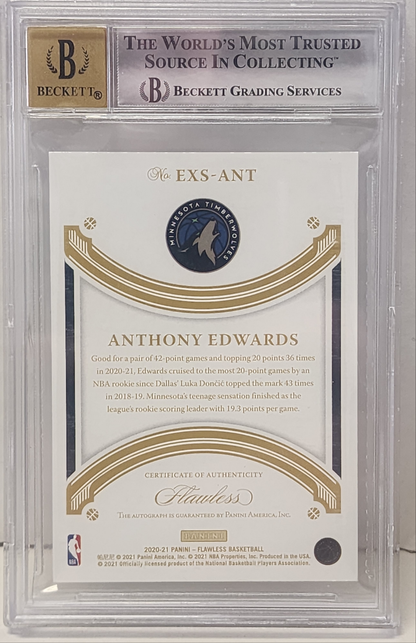 THE WORLD'S MOST TRUSTED
SOURCE IN COLLECTING™
B
BECKETT®
B BECKETT GRADING SERVICES
No. EXS-ANT
MINNESOTA TIMBERWOLVES
ANTHONY EDWARDS
Good for a pair of 42-point games and topping 20 points 36 times
in 2020-21, Edwards cruised to the most 20-point games by an
NBA rookie since Dallas' Luka Dončić topped the mark 43 times
in 2018-19. Minnesota's teenage sensation finished as the
league's rookie scoring leader with 19.3 points per game.
CERTIFICATE OF AUTHENTICITY
Flawless
THE AUTOGRAPH IS GUARANTEED BY PANINI AMERICA, INC.
PANINI
2020-21 PANINI – FLAWLESS BASKETBALL
帕尼尼 © 2021 Panini America, Inc. © 2021 NBA Properties, Inc. Produced in the USA.
© 2021 Officially licensed product of the National Basketball Players Association.